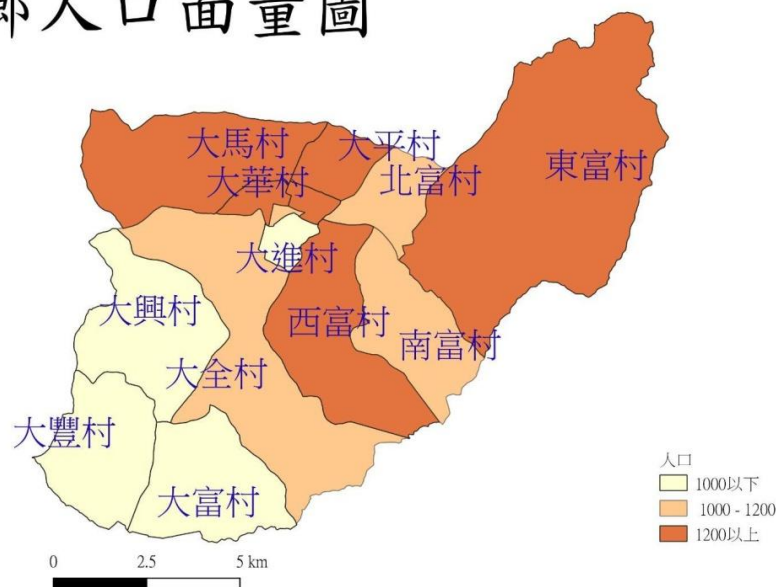 鄉人口面量圖
大馬村
大平村
大華村
北富村
東富村
大進村
大興村
西富村
南富村
大全村
大豐村
大富村
人口
1000以下
1000 - 1200
1200以上
0 2.5 5 km